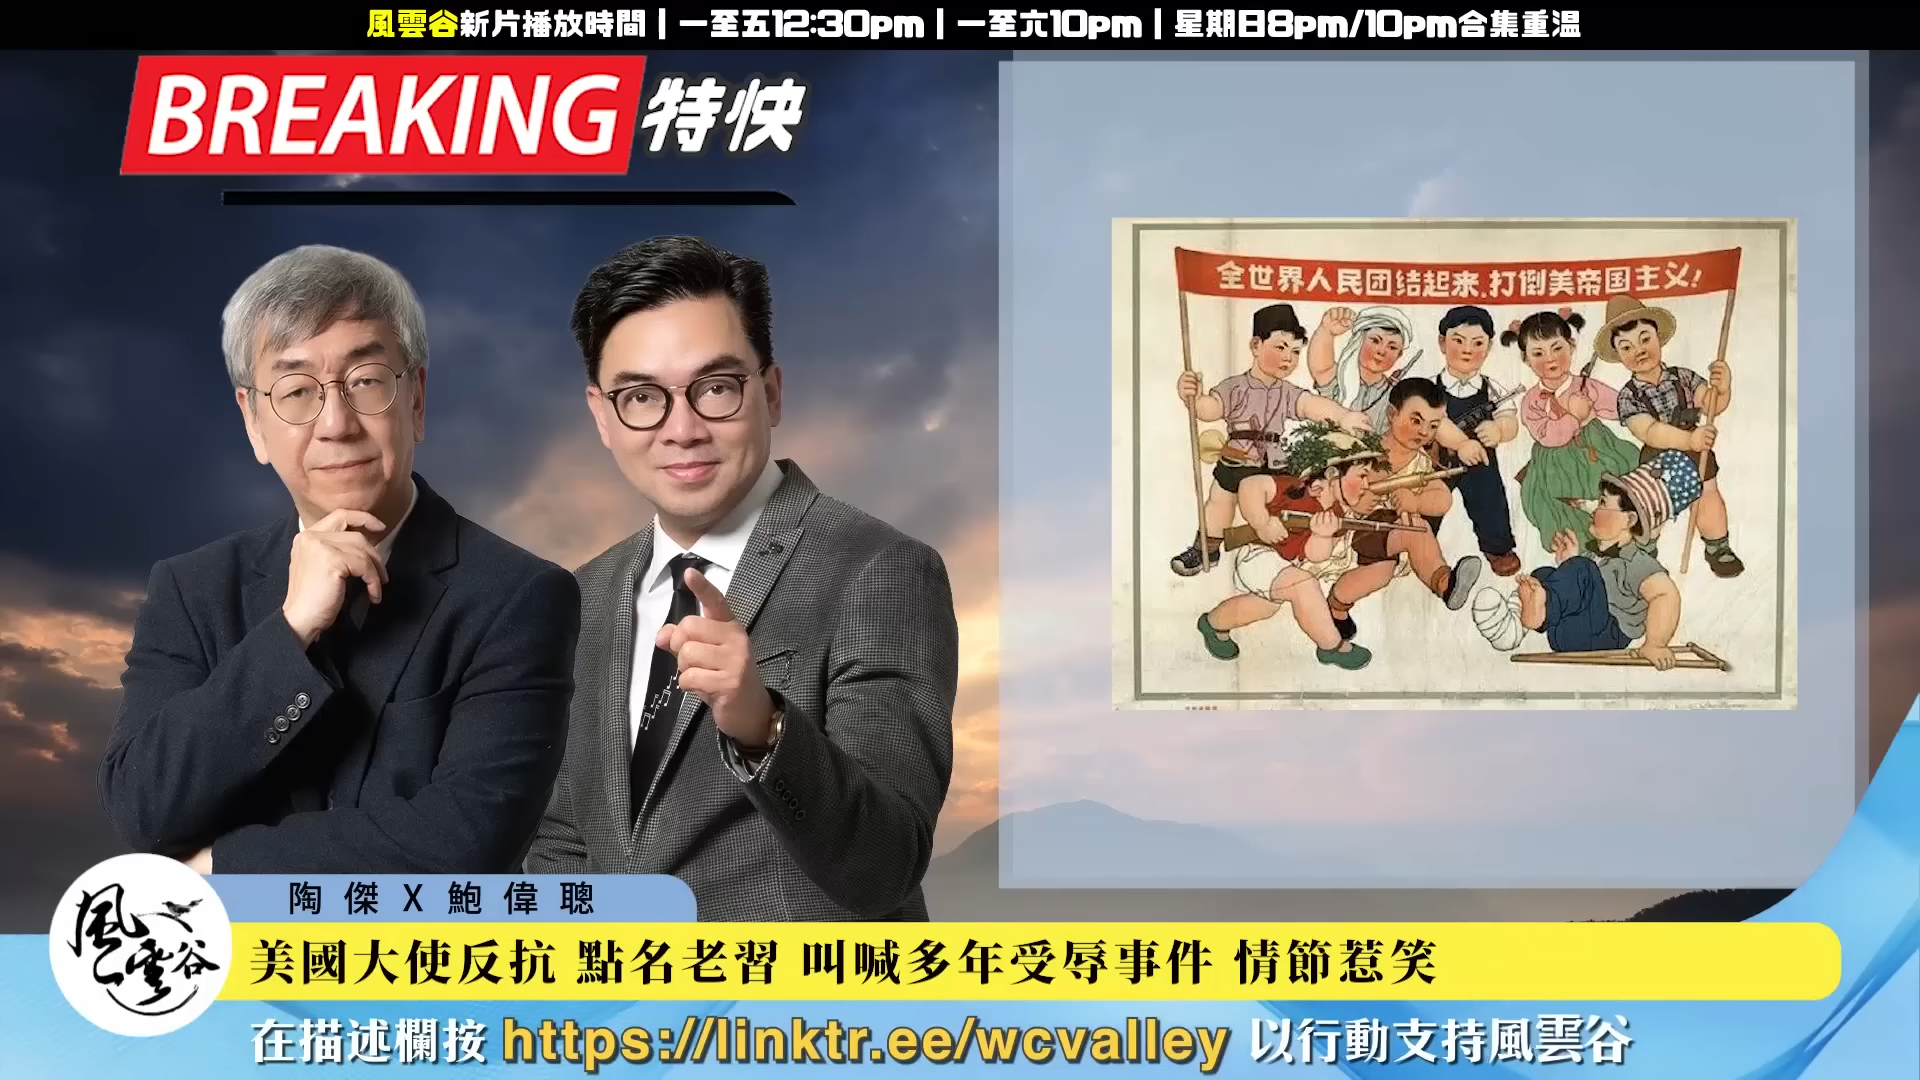 風雲谷新片播放時間 | 一至五12:30pm | 一至六10pm | 星期日8pm/10pm合集重温
BREAKING 特快
全世界人民团结起来.打倒美帝国主义!
陶傑 X 鮑偉聰
風雲谷
美國大使反抗 點名老習 叫喊多年受辱事件 情節惹笑
在描述欄按 https://linktr.ee/wcvalley 以行動支持風雲谷